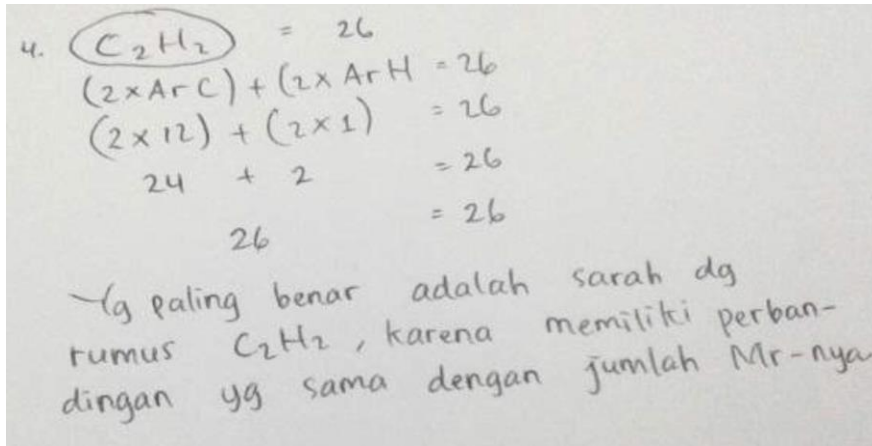 4. C₂H₂ = 26
(2×Ar C) + (2× Ar H = 26
(2 × 12) + (2 × 1) = 26
24 + 2 = 26
26 = 26
Yg paling benar adalah sarah dg
rumus C₂H₂, karena memiliki perban-
dingan yg sama dengan jumlah Mr-nya